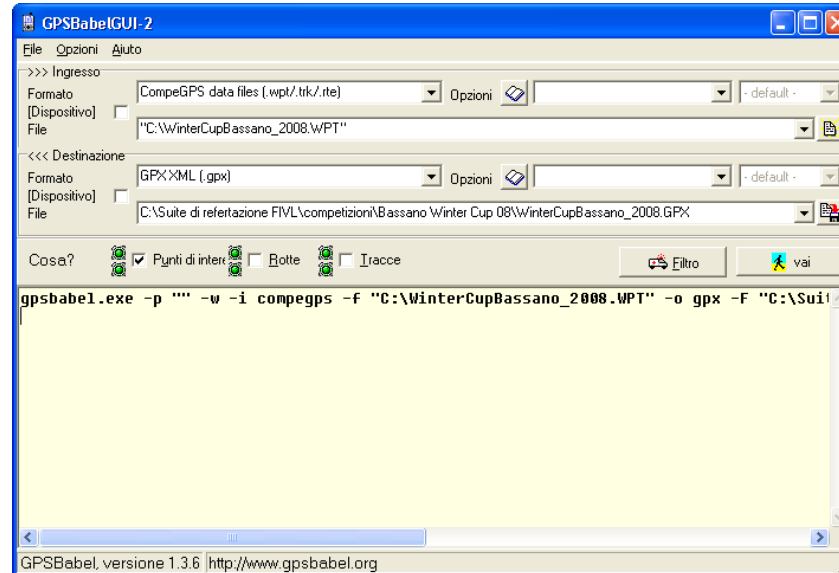 GPSBabelGUI-2
File Opzioni Aiuto
>>> Ingresso
Formato CompeGPS data files (.wpt/.trk/.rte) Opzioni - default -
[Dispositivo]
File "C:\WinterCupBassano_2008.WPT"
<<< Destinazione
Formato GPX XML (.gpx) Opzioni - default -
[Dispositivo]
File C:\Suite di refertazione FIVL\competizioni\Bassano Winter Cup 08\WinterCupBassano_2008.GPX
Cosa? Punti di intere Rotte Tracce Filtro vai
gpsbabel.exe -p "" -w -i compegps -f "C:\WinterCupBassano_2008.WPT" -o gpx -F "C:\Suit
GPSBabel, versione 1.3.6 http://www.gpsbabel.org